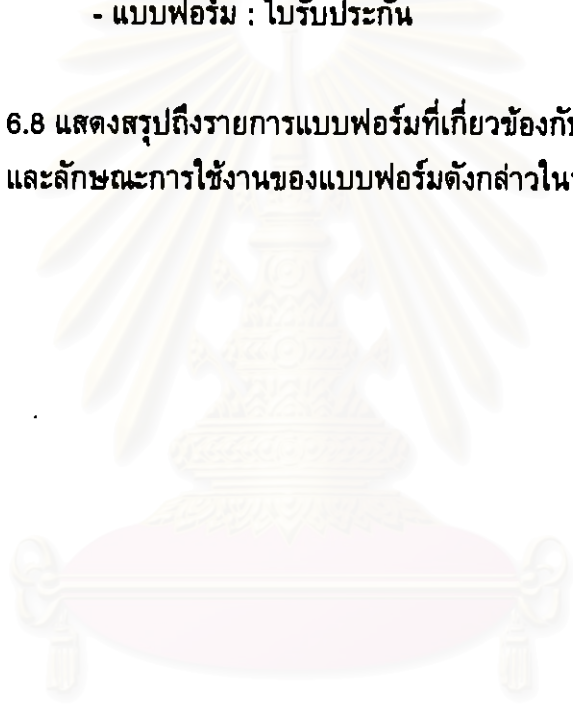 - แบบฟอร์ม : ใบรับประกัน
6.8 แสดงสรุปถึงรายการแบบฟอร์มที่เกี่ยวข้องกับ
และลักษณะการใช้งานของแบบฟอร์มดังกล่าวใน